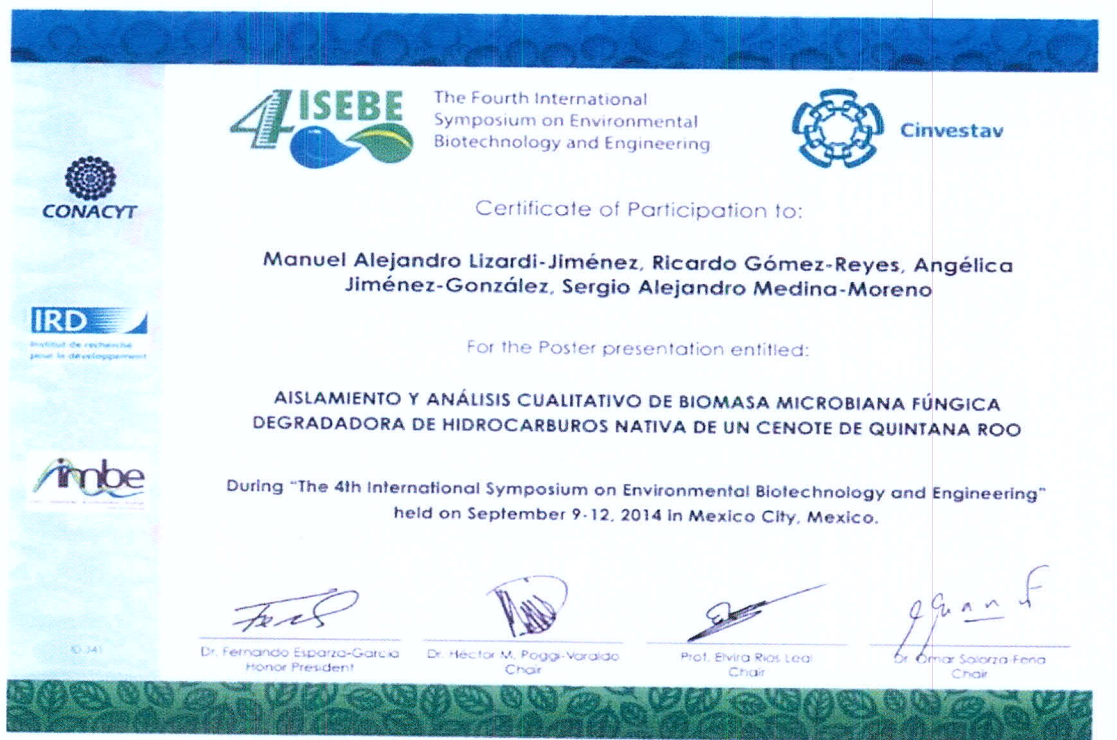 4 ISEBE
The Fourth International
Symposium on Environmental
Biotechnology and Engineering
Cinvestav
CONACYT
Certificate of Participation to:
Manuel Alejandro Lizardi-Jiménez, Ricardo Gómez-Reyes, Angélica
Jiménez-González, Sergio Alejandro Medina-Moreno
IRD
Institut de recherche
pour le développement
For the Poster presentation entitled:
AISLAMIENTO Y ANÁLISIS CUALITATIVO DE BIOMASA MICROBIANA FÚNGICA
DEGRADADORA DE HIDROCARBUROS NATIVA DE UN CENOTE DE QUINTANA ROO
imbe
During "The 4th International Symposium on Environmental Biotechnology and Engineering"
held on September 9-12, 2014 in Mexico City, Mexico.
ID 341
Dr. Fernando Esparza-García
Honor President
Dr. Héctor M. Poggi-Varaldo
Chair
Prof. Elvira Ríos Leal
Chair
Dr. Omar Solorza-Feria
Chair